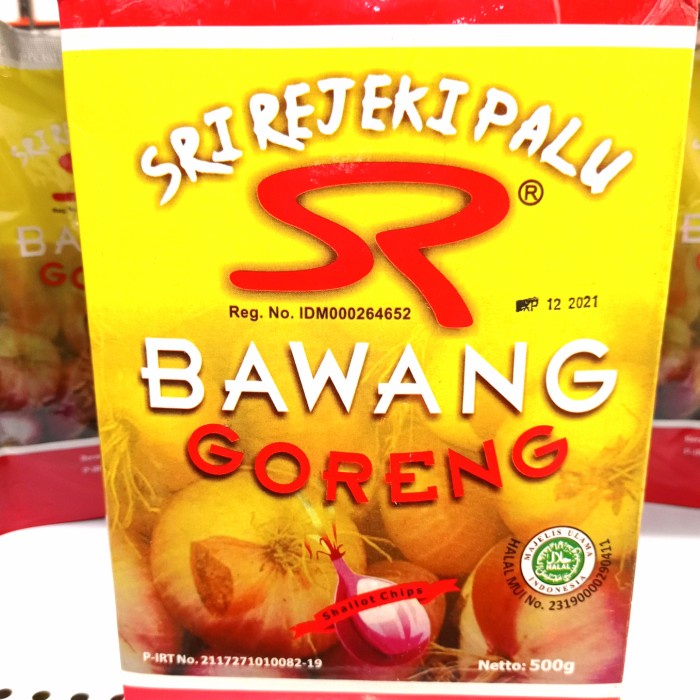 SRI REJEKI PALU
SR ®
Reg. No. IDM000264652
EXP 12 2021
BAWANG
GORENG
MAJELIS ULAMA
حلال
HALAL
INDONESIA
HALAL MUI No. 23190000290411
Shallot Chips
P-IRT No. 2117271010082-19
Netto: 500g